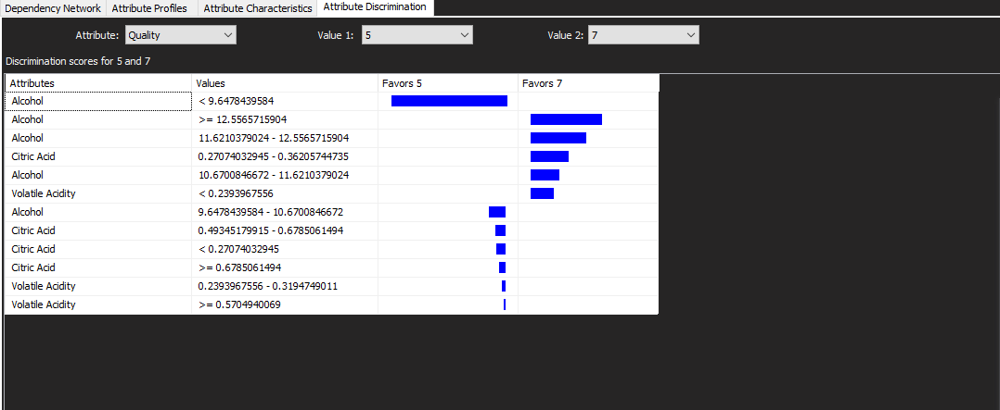 Dependency Network Attribute Profiles Attribute Characteristics Attribute Discrimination
Attribute: Quality Value 1: 5 Value 2: 7
Discrimination scores for 5 and 7
Attributes Values Favors 5 Favors 7
Alcohol < 9.6478439584
Alcohol >= 12.5565715904
Alcohol 11.6210379024 - 12.5565715904
Citric Acid 0.27074032945 - 0.36205744735
Alcohol 10.6700846672 - 11.6210379024
Volatile Acidity < 0.2393967556
Alcohol 9.6478439584 - 10.6700846672
Citric Acid 0.49345179915 - 0.6785061494
Citric Acid < 0.27074032945
Citric Acid >= 0.6785061494
Volatile Acidity 0.2393967556 - 0.3194749011
Volatile Acidity >= 0.5704940069